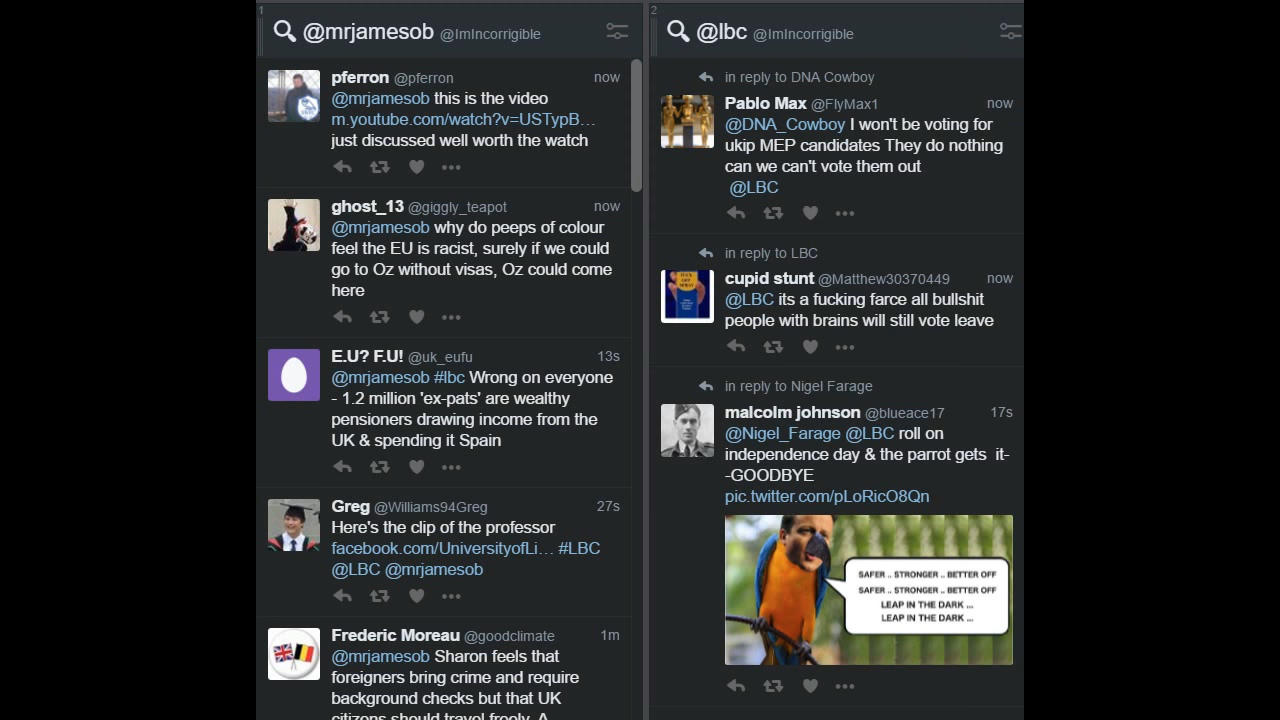 1
@mrjamesob @ImIncorrigible
pferron @pferron now
@mrjamesob this is the video
m.youtube.com/watch?v=USTypB…
just discussed well worth the watch
ghost_13 @giggly_teapot now
@mrjamesob why do peeps of colour
feel the EU is racist, surely if we could
go to Oz without visas, Oz could come
here
E.U? F.U! @uk_eufu 13s
@mrjamesob #lbc Wrong on everyone
- 1.2 million 'ex-pats' are wealthy
pensioners drawing income from the
UK & spending it Spain
Greg @Williams94Greg 27s
Here's the clip of the professor
facebook.com/UniversityofLi… #LBC
@LBC @mrjamesob
Frederic Moreau @goodclimate 1m
@mrjamesob Sharon feels that
foreigners bring crime and require
background checks but that UK
citizens should travel freely. A
2
@lbc @ImIncorrigible
in reply to DNA Cowboy
Pablo Max @FlyMax1 now
@DNA_Cowboy I won't be voting for
ukip MEP candidates They do nothing
can we can't vote them out
@LBC
in reply to LBC
cupid stunt @Matthew30370449 now
@LBC its a fucking farce all bullshit
people with brains will still vote leave
in reply to Nigel Farage
malcolm johnson @blueace17 17s
@Nigel_Farage @LBC roll on
independence day & the parrot gets it-
-GOODBYE
pic.twitter.com/pLoRicO8Qn
SAFER .. STRONGER .. BETTER OFF
SAFER .. STRONGER .. BETTER OFF
LEAP IN THE DARK ...
LEAP IN THE DARK ...